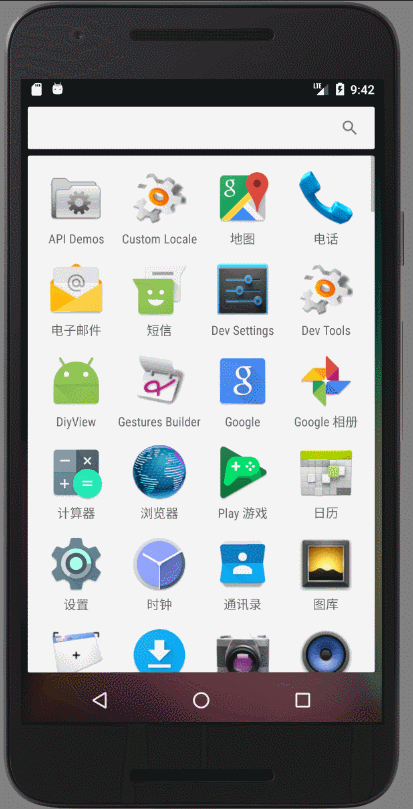 LTE 9:42
API Demos Custom Locale 地图 电话
电子邮件 短信 Dev Settings Dev Tools
DiyView Gestures Builder Google Google 相册
计算器 浏览器 Play 游戏 日历
设置 时钟 通讯录 图库